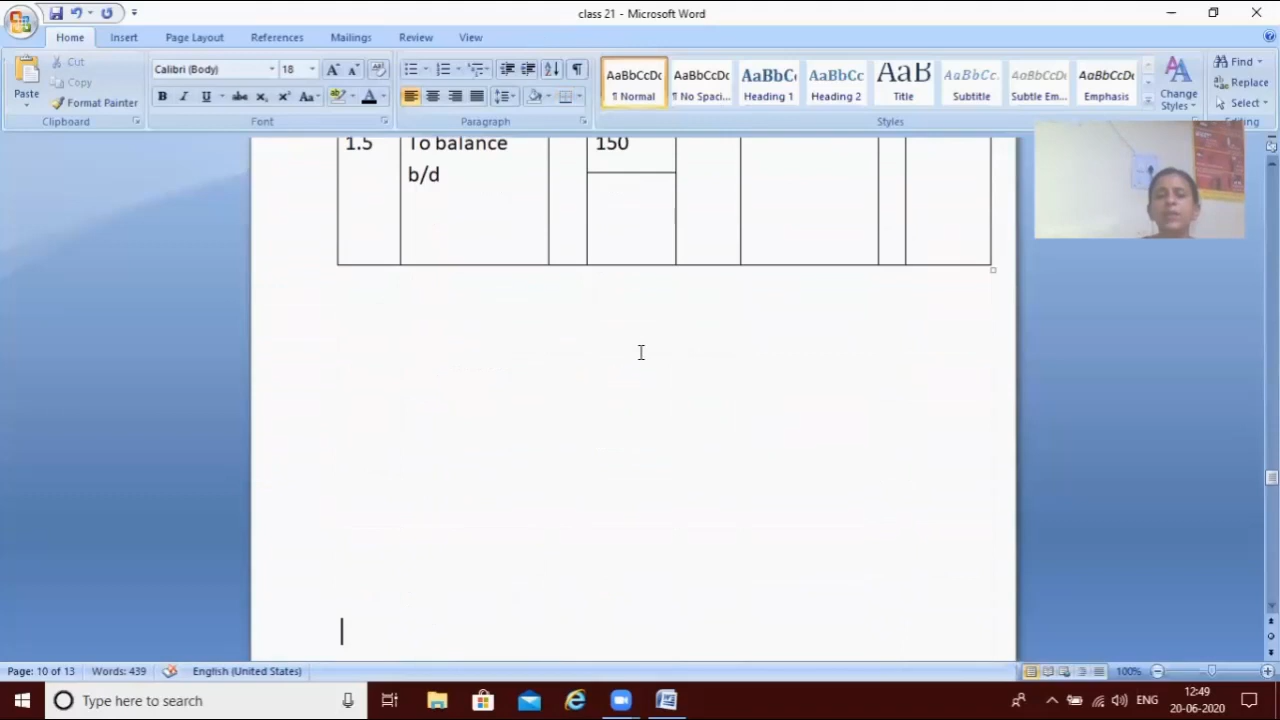 class 21 - Microsoft Word
Home Insert Page Layout References Mailings Review View
Paste
Cut
Copy
Format Painter
Clipboard
Calibri (Body) 18
Font
Paragraph
AaBbCcDc AaBbCcDc AaBbC AaBbCc AaB AaBbCc. AaBbCcDc AaBbCcDc
¶ Normal ¶ No Spaci... Heading 1 Heading 2 Title Subtitle Subtle Em... Emphasis
Styles
Change
Styles
Find
Replace
Select
Editing
1.5 To balance 150
b/d
Page: 10 of 13 Words: 439 English (United States) 100%
Type here to search
ENG
12:49
20-06-2020